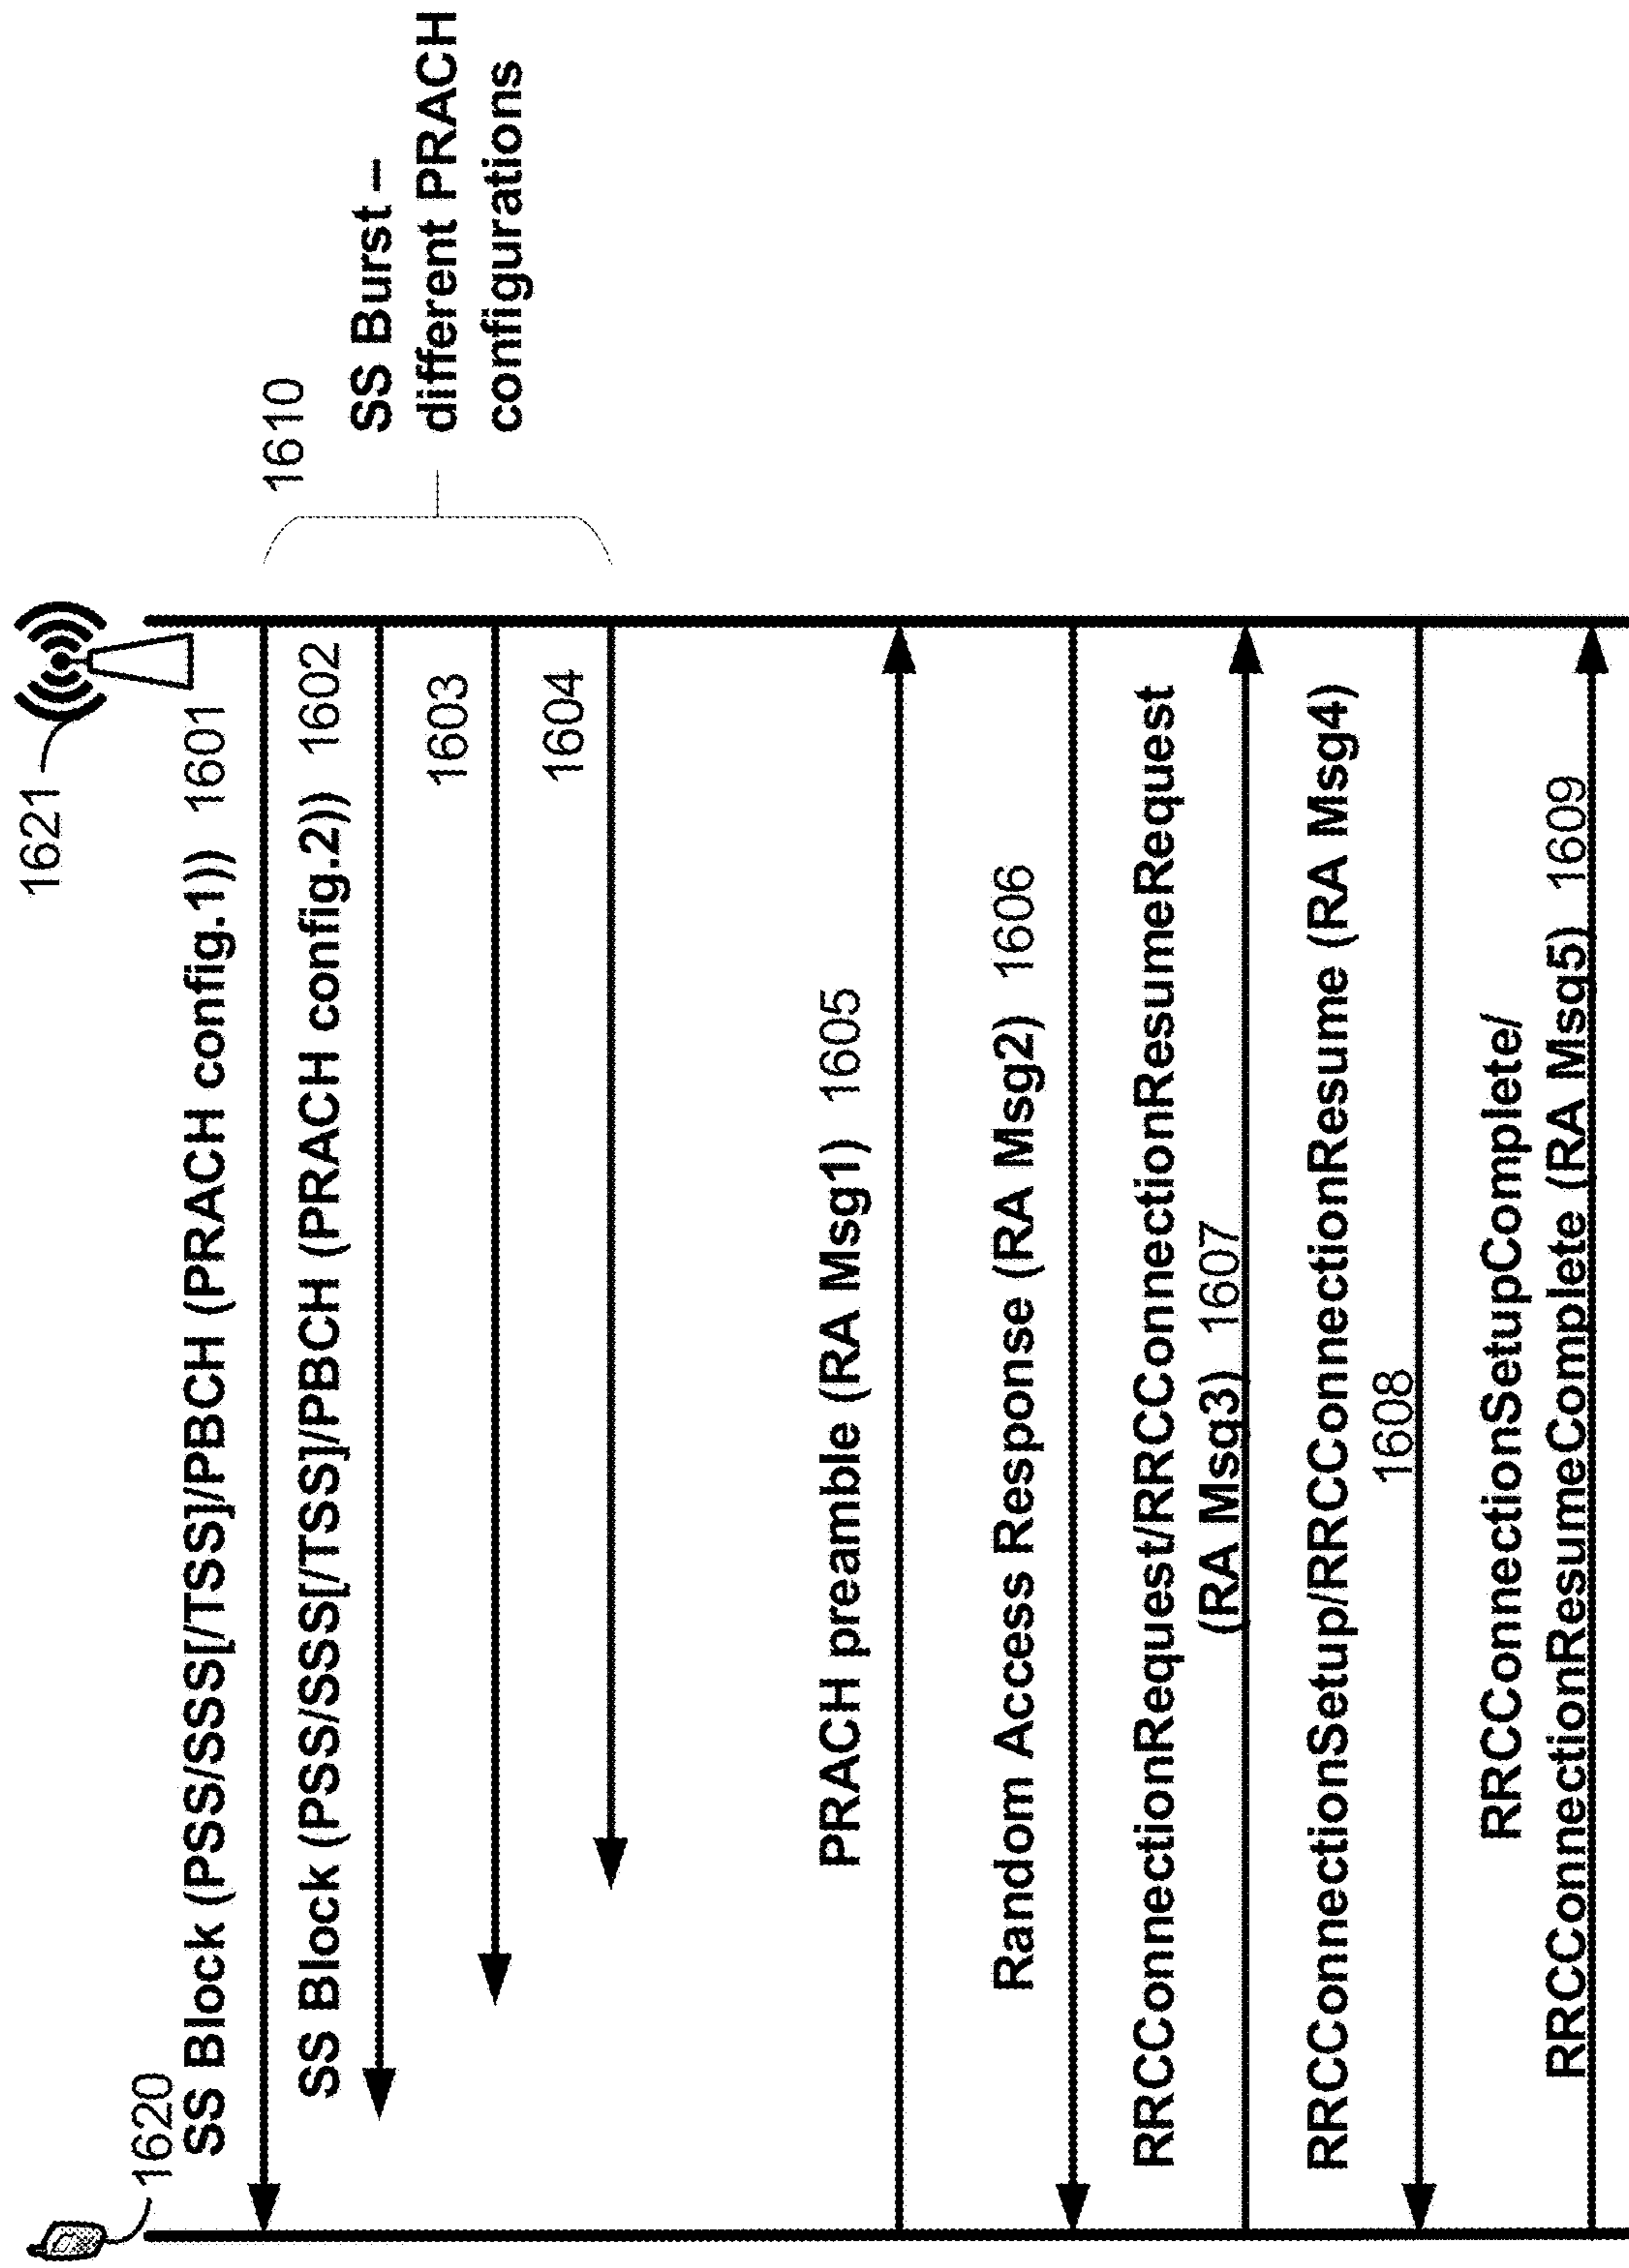 1620
1621
SS Block (PSS/SSS[/TSS]/PBCH (PRACH config.1)) 1601
SS Block (PSS/SSS[/TSS]/PBCH (PRACH config.2)) 1602
1603
1604
1610
SS Burst –
different PRACH
configurations
PRACH preamble (RA Msg1) 1605
Random Access Response (RA Msg2) 1606
RRCConnectionRequest/RRCConnectionResumeRequest
(RA Msg3) 1607
RRCConnectionSetup/RRCConnectionResume (RA Msg4)
1608
RRCConnectionSetupComplete/
RRCConnectionResumeComplete (RA Msg5) 1609